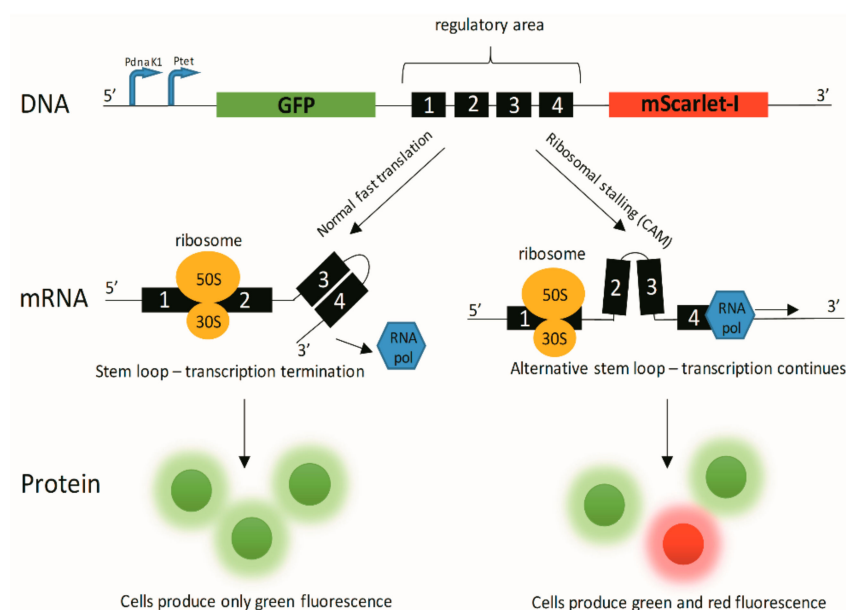 regulatory area
PdnaK1 Ptet
DNA 5’ GFP 1 2 3 4 mScarlet-I 3’
Normal fast translation
Ribosomal stalling (CAM)
ribosome
50S
30S
mRNA 5’ 1 2 3 4 3’
RNA pol
Stem loop – transcription termination
ribosome
50S
30S
5’ 1 2 3 4 3’
RNA pol
Alternative stem loop – transcription continues
Protein
Cells produce only green fluorescence
Cells produce green and red fluorescence